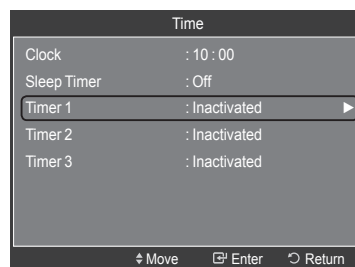 Time
Clock : 10 : 00
Sleep Timer : Off
Timer 1 : Inactivated
Timer 2 : Inactivated
Timer 3 : Inactivated
Move Enter Return